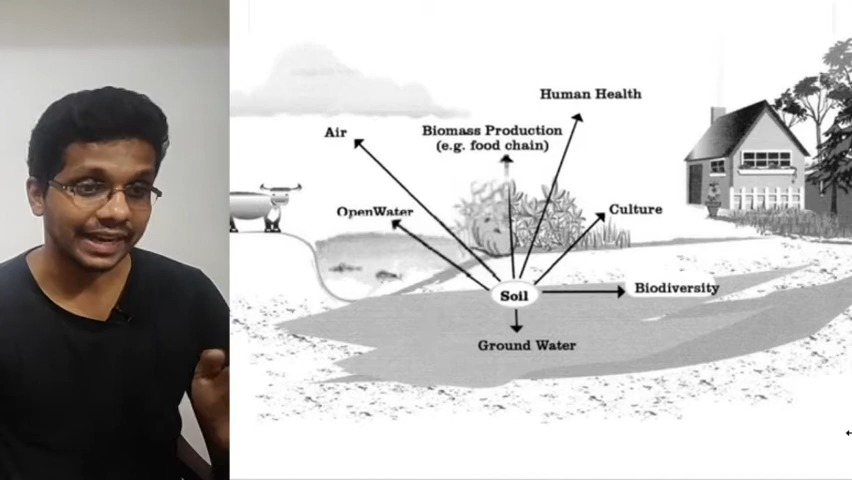 Human Health
Air
Biomass Production
(e.g. food chain)
OpenWater
Culture
Soil
Biodiversity
Ground Water